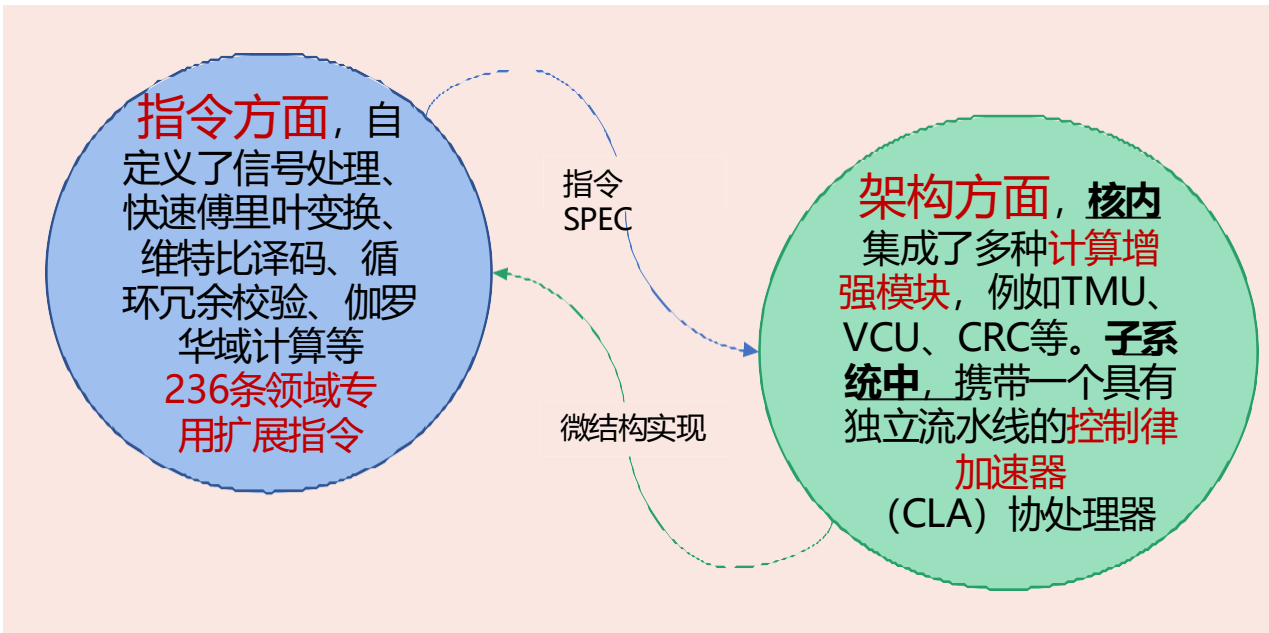 指令方面，自
定义了信号处理、
快速傅里叶变换、
维特比译码、循
环冗余校验、伽罗
华域计算等
236条领域专
用扩展指令
指令
SPEC
微结构实现
架构方面，核内
集成了多种计算增
强模块，例如TMU、
VCU、CRC等。子系
统中，携带一个具有
独立流水线的控制律
加速器
（CLA）协处理器